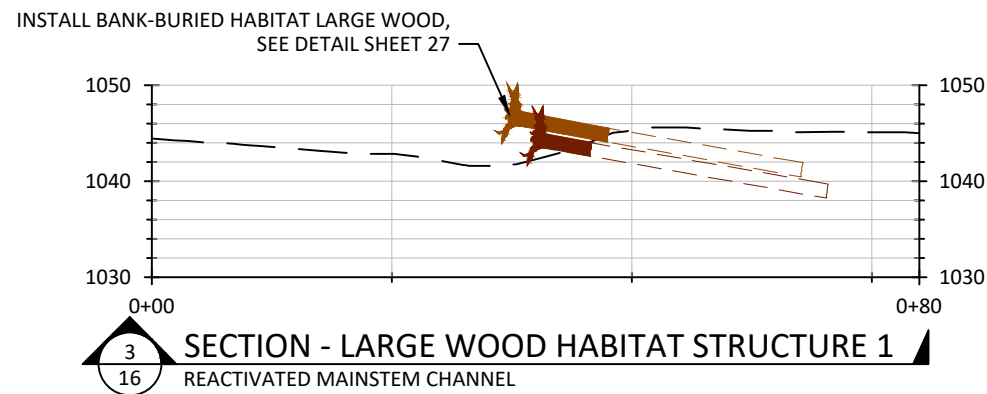 INSTALL BANK-BURIED HABITAT LARGE WOOD,
SEE DETAIL SHEET 27
1050 1050
1040 1040
1030 1030
0+00 0+80
3 SECTION - LARGE WOOD HABITAT STRUCTURE 1
16 REACTIVATED MAINSTEM CHANNEL